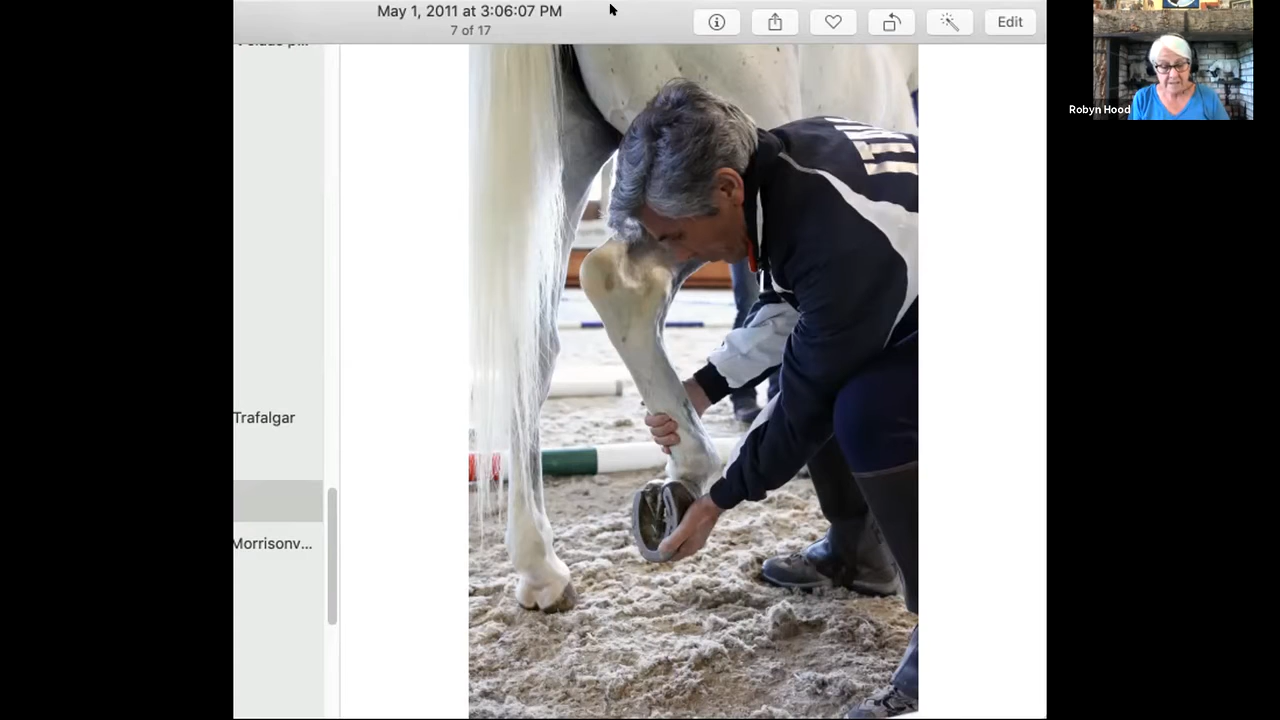 May 1, 2011 at 3:06:07 PM
7 of 17
Edit
Robyn Hood
Trafalgar
Morrisonv...